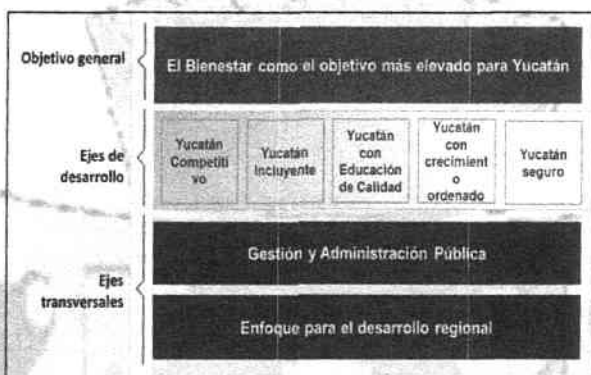 Objetivo general
El Bienestar como el objetivo más elevado para Yucatán
Ejes de
desarrollo
Yucatán
Competiti
vo
Yucatán
Incluyente
Yucatán
con
Educación
de Calidad
Yucatán
con
crecimient
o
ordenado
Yucatán
seguro
Ejes
transversales
Gestión y Administración Pública
Enfoque para el desarrollo regional